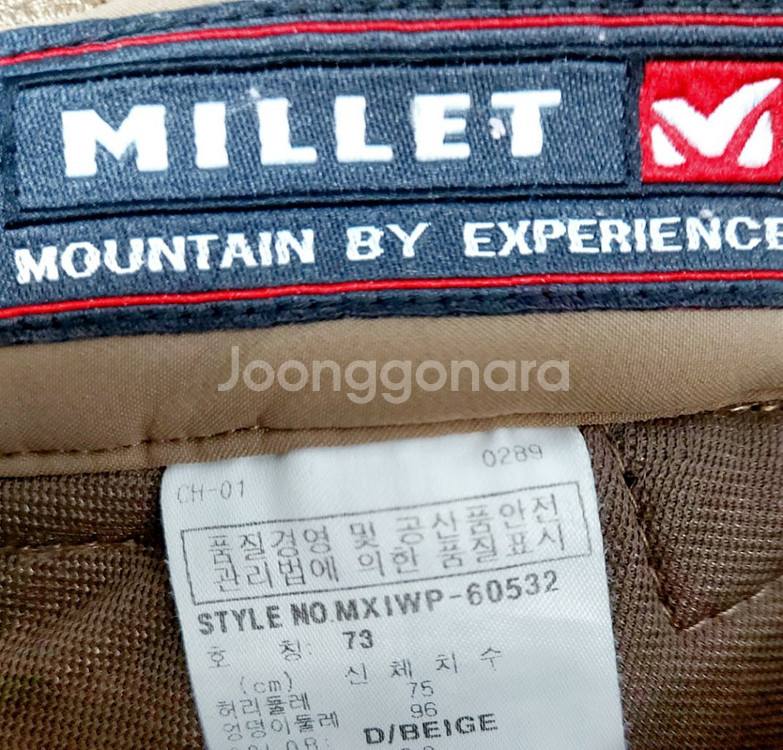 MILLET
MOUNTAIN BY EXPERIENCE
Joonggonara
0289
CH-01
품질경영 및 공산품안전
관리법에 의한 품질표시
STYLE NO.MXIWP-60532
호 칭: 73
(cm) 신체치수
허리둘레 75
엉덩이둘레 96
D/BEIGE